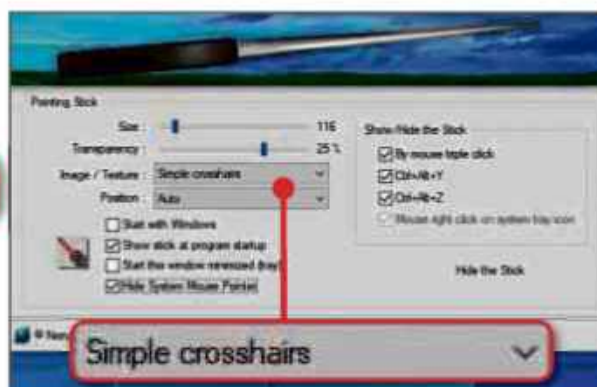 Pointing Stick
Size : 116
Transparency : 25 %
Image / Texture : Simple crosshairs
Position : Auto
Start with Windows
Show stick at program startup
Start this window minimized (tray)
Hide System Mouse Pointer
Show/Hide the Stick
By mouse triple click
Ctrl+Alt+Y
Ctrl+Alt+Z
Mouse right click on system tray icon
Hide the Stick
Simple crosshairs